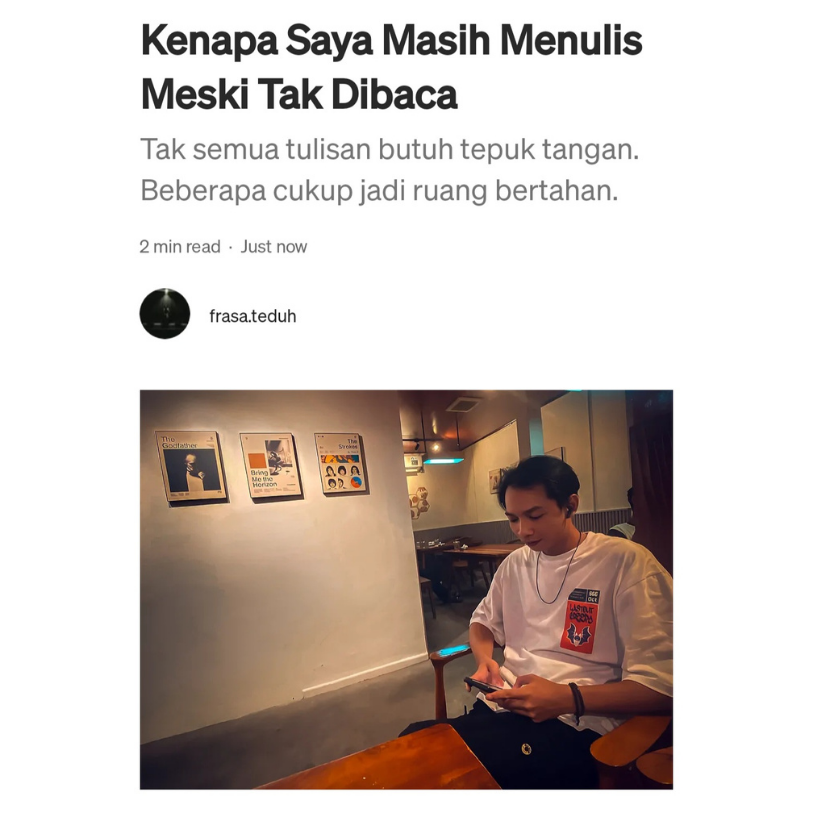 Kenapa Saya Masih Menulis
Meski Tak Dibaca
Tak semua tulisan butuh tepuk tangan.
Beberapa cukup jadi ruang bertahan.
2 min read · Just now
frasa.teduh
The
Godfather
Bring
Me the
Horizon
The
Strokes